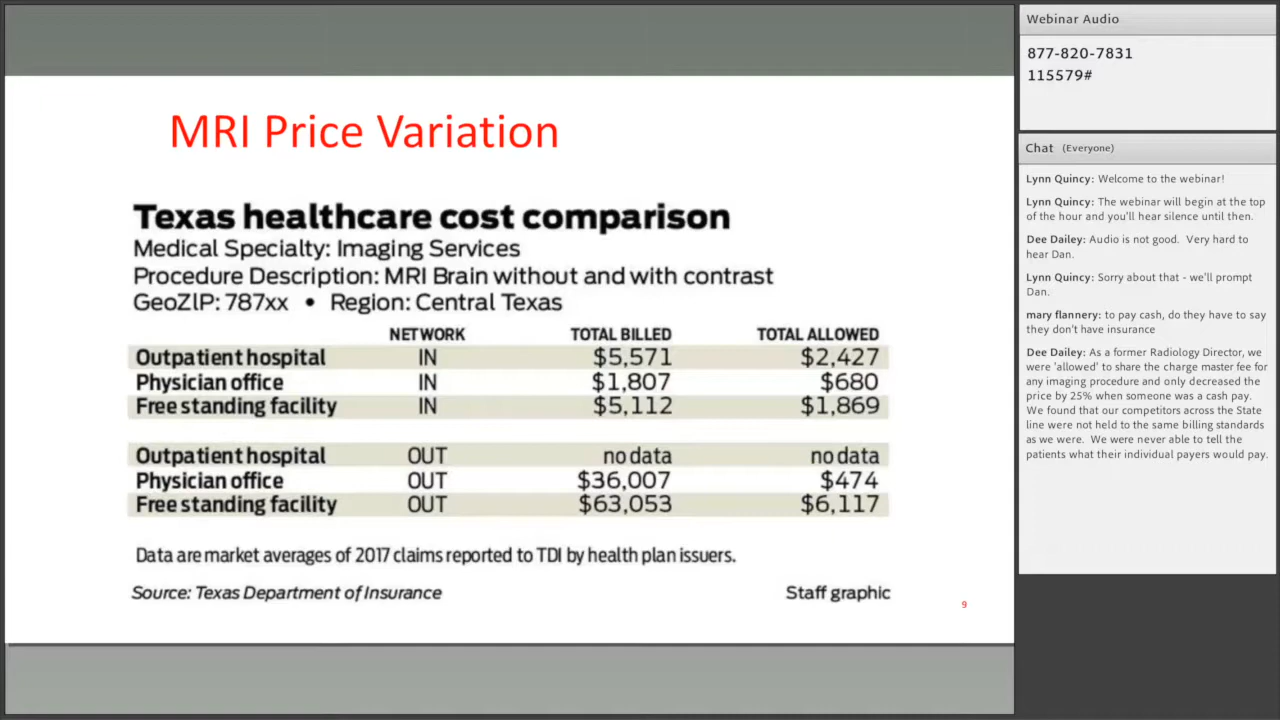 MRI Price Variation
Texas healthcare cost comparison
Medical Specialty: Imaging Services
Procedure Description: MRI Brain without and with contrast
GeoZIP: 787xx • Region: Central Texas
NETWORK TOTAL BILLED TOTAL ALLOWED
Outpatient hospital IN $5,571 $2,427
Physician office IN $1,807 $680
Free standing facility IN $5,112 $1,869
Outpatient hospital OUT no data no data
Physician office OUT $36,007 $474
Free standing facility OUT $63,053 $6,117
Data are market averages of 2017 claims reported to TDI by health plan issuers.
Source: Texas Department of Insurance Staff graphic
9
Webinar Audio
877-820-7831
115579#
Chat (Everyone)
Lynn Quincy: Welcome to the webinar!
Lynn Quincy: The webinar will begin at the top
of the hour and you'll hear silence until then.
Dee Dailey: Audio is not good. Very hard to
hear Dan.
Lynn Quincy: Sorry about that - we'll prompt
Dan.
mary flannery: to pay cash, do they have to say
they don't have insurance
Dee Dailey: As a former Radiology Director, we
were 'allowed' to share the charge master fee for
any imaging procedure and only decreased the
price by 25% when someone was a cash pay.
We found that our competitors across the State
line were not held to the same billing standards
as we were. We were never able to tell the
patients what their individual payers would pay.